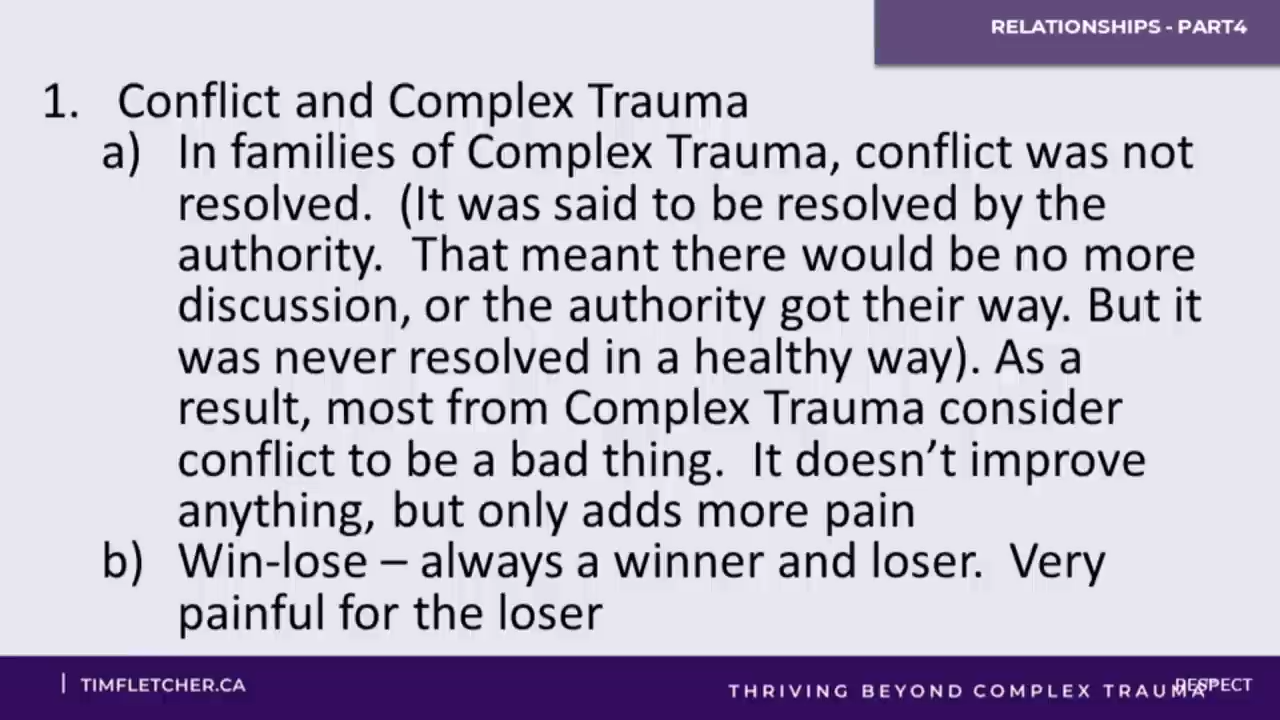 RELATIONSHIPS - PART4
1. Conflict and Complex Trauma
a) In families of Complex Trauma, conflict was not
resolved. (It was said to be resolved by the
authority. That meant there would be no more
discussion, or the authority got their way. But it
was never resolved in a healthy way). As a
result, most from Complex Trauma consider
conflict to be a bad thing. It doesn’t improve
anything, but only adds more pain
b) Win-lose – always a winner and loser. Very
painful for the loser
| TIMFLETCHER.CA
THRIVING BEYOND COMPLEX TRAUMA
RESPECT